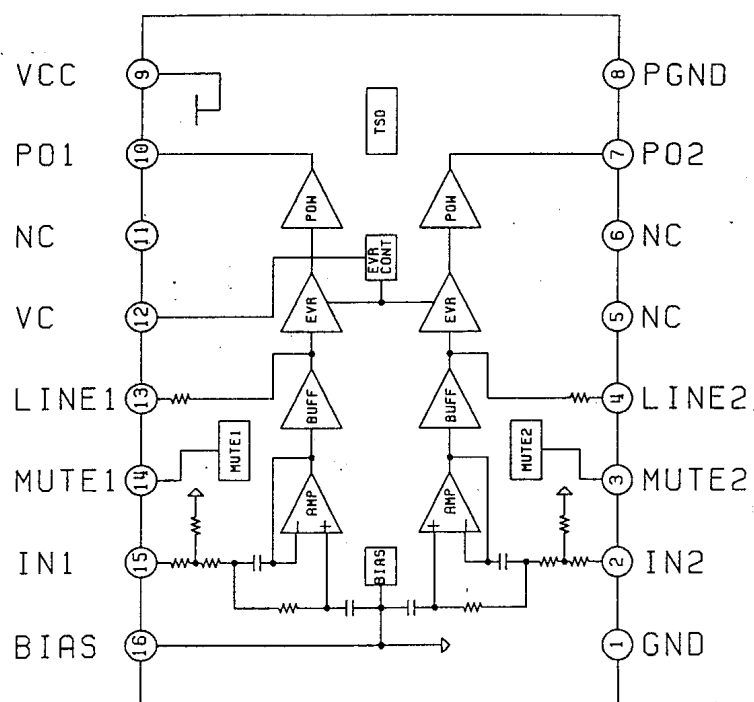 VCC 9 8 PGND
TSD
PO1 10 7 PO2
POW POW
NC 11 6 NC
EVR CONT
VC 12 EVR EVR 5 NC
LINE1 13 BUFF BUFF 4 LINE2
MUTE1 MUTE2
MUTE1 14 3 MUTE2
AMP AMP
- + + -
IN1 15 BIAS 2 IN2
BIAS 16 1 GND